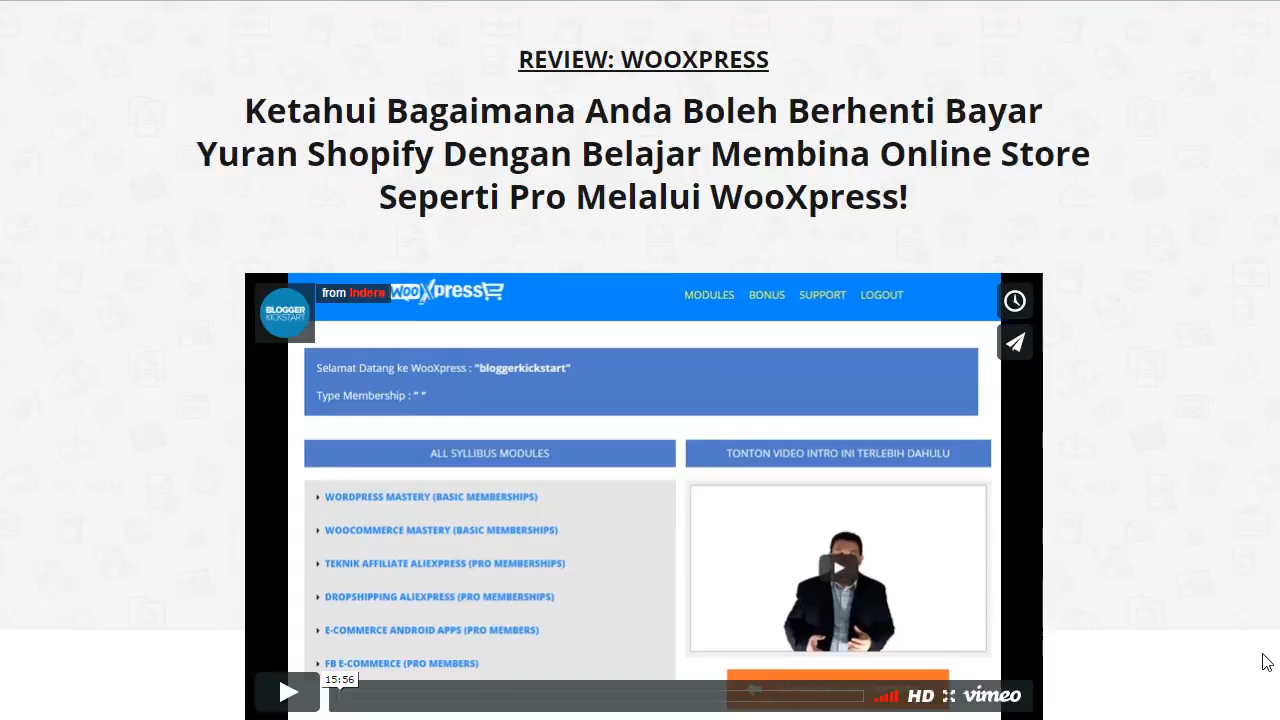 REVIEW: WOOXPRESS
Ketahui Bagaimana Anda Boleh Berhenti Bayar
Yuran Shopify Dengan Belajar Membina Online Store
Seperti Pro Melalui WooXpress!
BLOGGER
KICKSTART
from Indera
WOOXpress
MODULES BONUS SUPPORT LOGOUT
Selamat Datang ke WooXpress : "bloggerkickstart"
Type Membership : " "
ALL SYLLIBUS MODULES
TONTON VIDEO INTRO INI TERLEBIH DAHULU
WORDPRESS MASTERY (BASIC MEMBERSHIPS)
WOOCOMMERCE MASTERY (BASIC MEMBERSHIPS)
TEKNIK AFFILIATE ALIEXPRESS (PRO MEMBERSHIPS)
DROPSHIPPING ALIEXPRESS (PRO MEMBERSHIPS)
E-COMMERCE ANDROID APPS (PRO MEMBERS)
FB E-COMMERCE (PRO MEMBERS)
15:56
HD vimeo